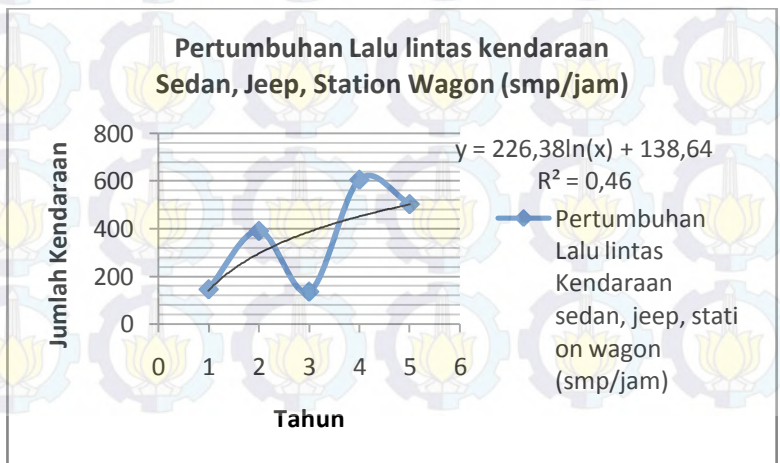 Pertumbuhan Lalu lintas kendaraan
Sedan, Jeep, Station Wagon (smp/jam)
Jumlah Kendaraan
800
600
400
200
0
0 1 2 3 4 5 6
Tahun
y = 226,38ln(x) + 138,64
R² = 0,46
Pertumbuhan
Lalu lintas
Kendaraan
sedan, jeep, stati
on wagon
(smp/jam)